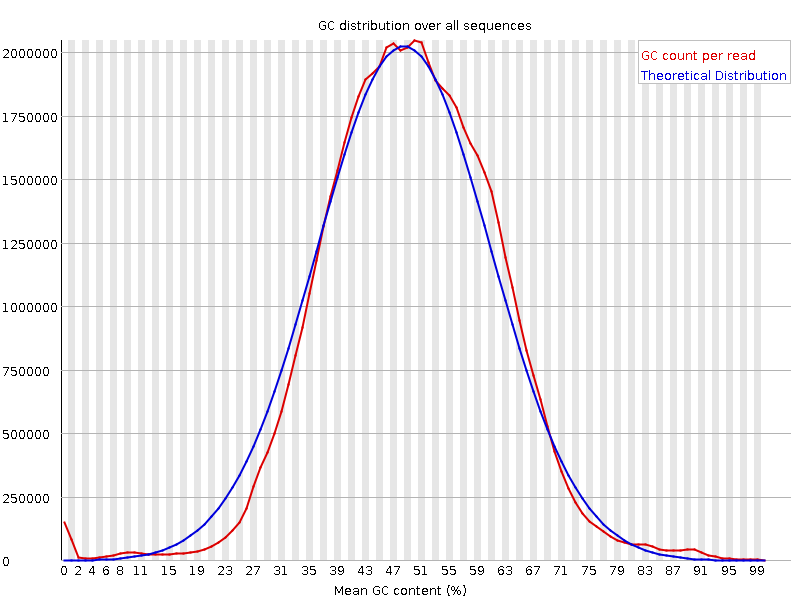 GC distribution over all sequences
GC count per read
Theoretical Distribution
2000000
1750000
1500000
1250000
1000000
750000
500000
250000
0
0 2 4 6 8 11 15 19 23 27 31 35 39 43 47 51 55 59 63 67 71 75 79 83 87 91 95 99
Mean GC content (%)